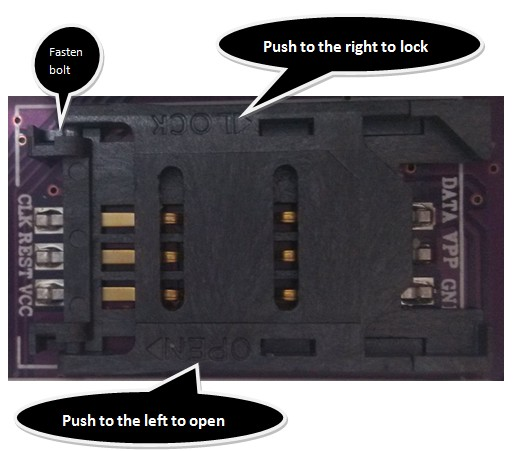 Fasten
bolt
Push to the right to lock
LOCK
CLK REST VCC
DATA VPP GND
OPEN
Push to the left to open